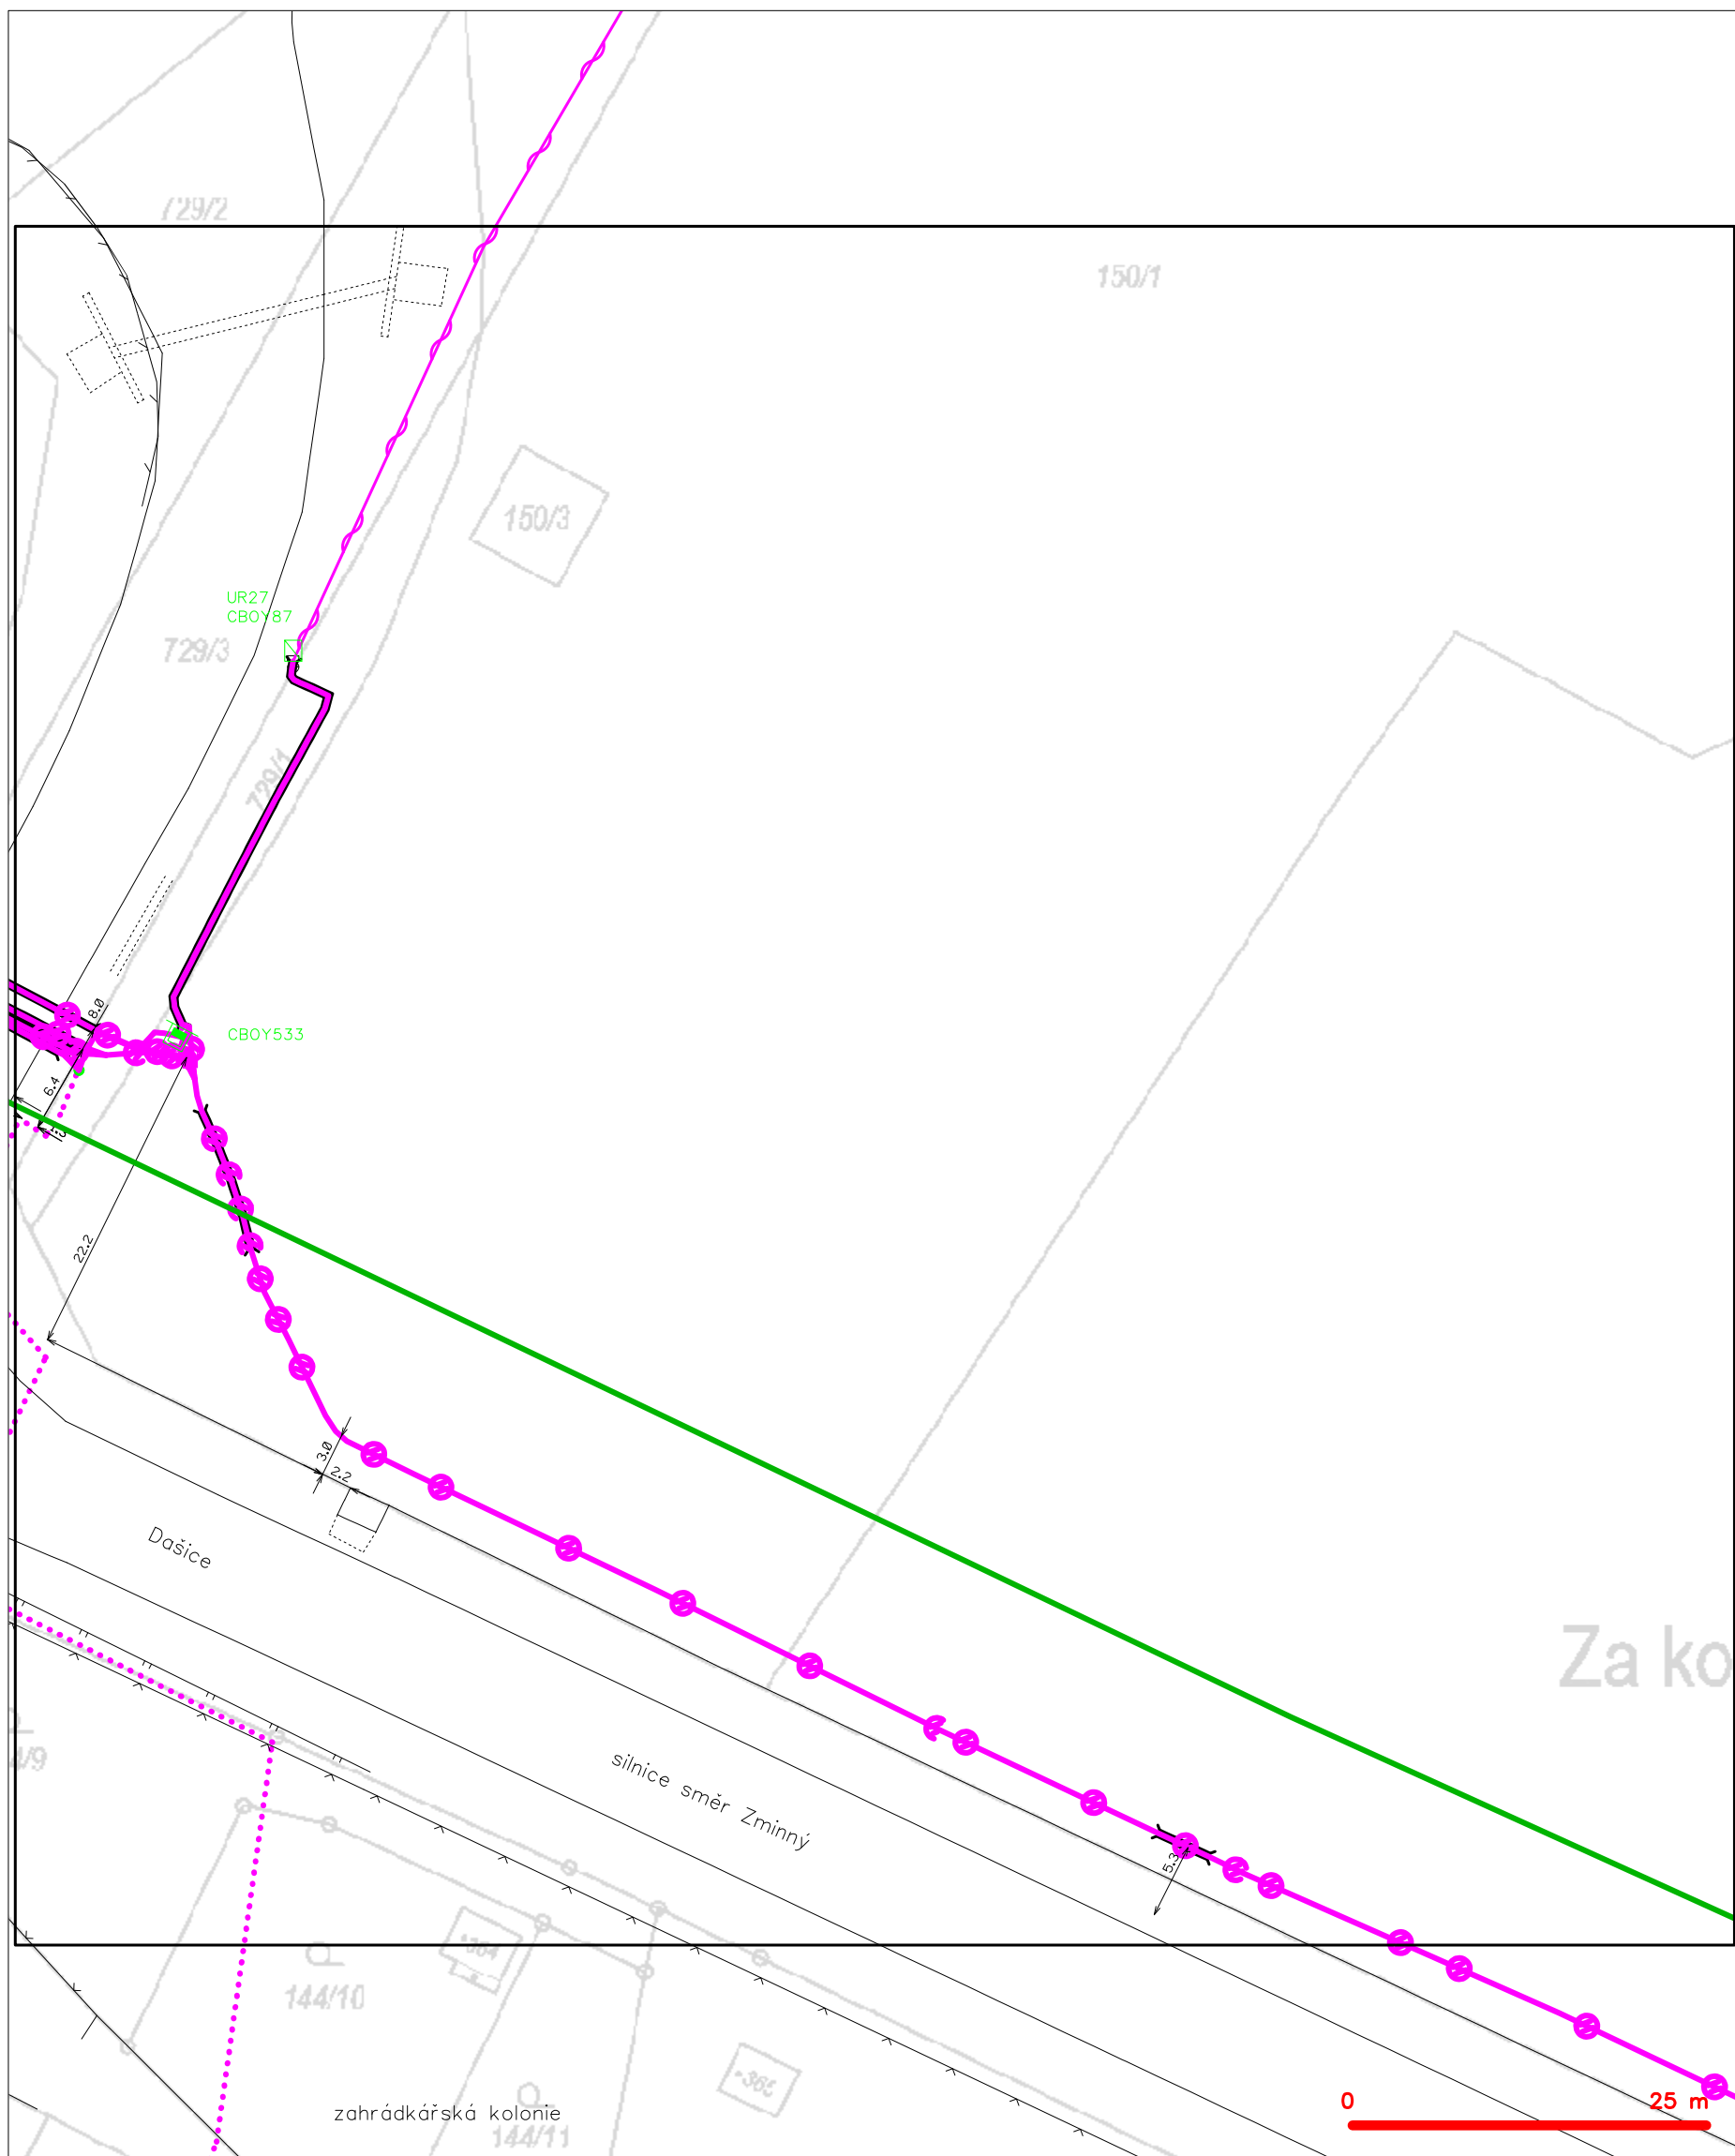 729/2
150/1
150/3
UR27
CBOY87
729/3
729/1
8.0
CBOY533
6.4
22.2
3.0
2.2
Dašice
Za ko
4/9
silnice směr Zminný
5.3
144/10
0
25 m
zahrádkářská kolonie
144/11